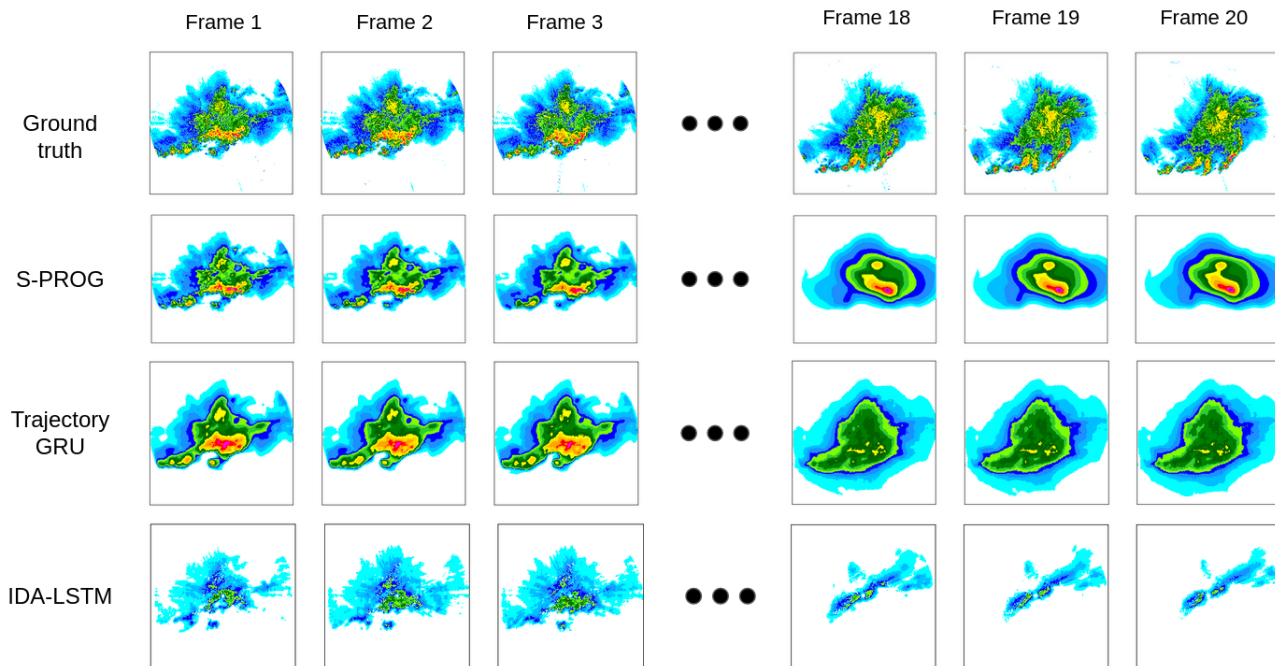 Frame 1
Frame 2
Frame 3
Frame 18
Frame 19
Frame 20
Ground
truth
S-PROG
Trajectory
GRU
IDA-LSTM